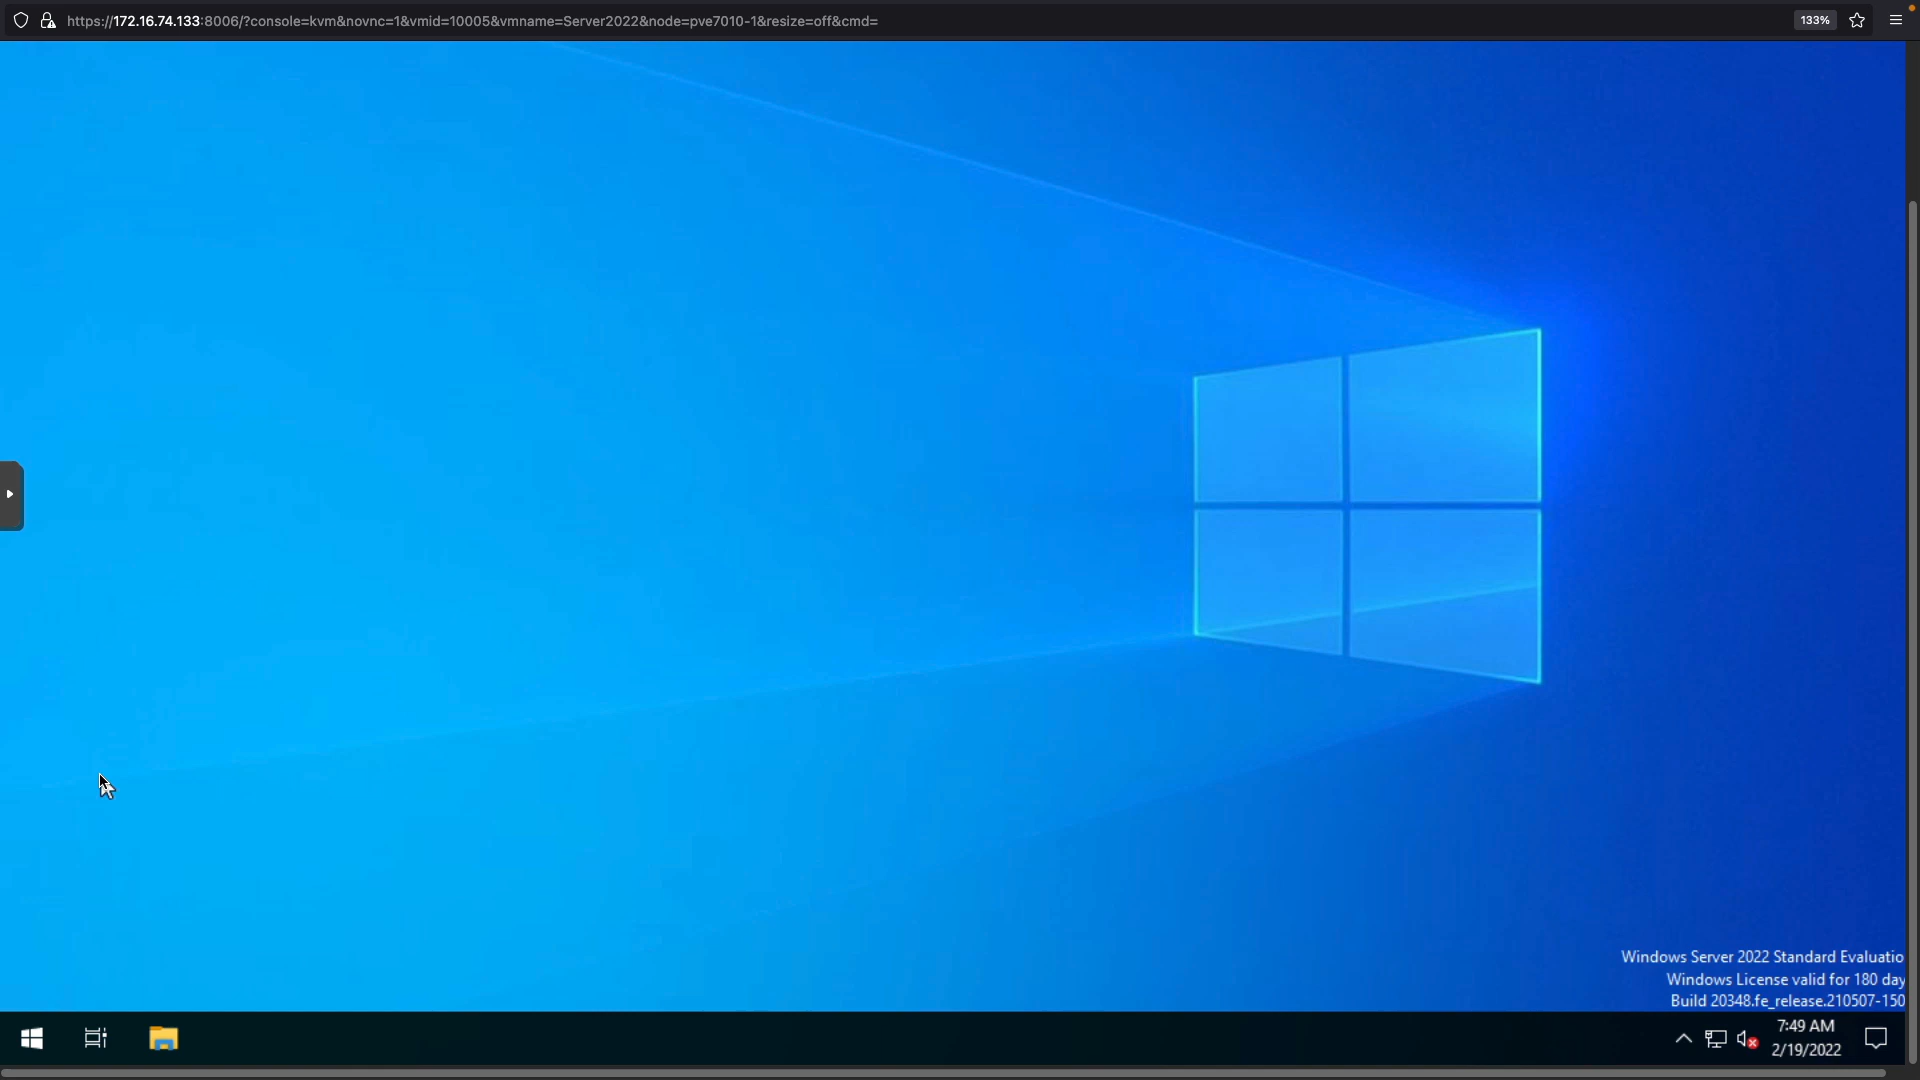 https://172.16.74.133:8006/?console=kvm&novnc=1&vmid=10005&vmname=Server2022&node=pve7010-1&resize=off&cmd=
133%
Windows Server 2022 Standard Evaluatio
Windows License valid for 180 day
Build 20348.fe_release.210507-150
7:49 AM
2/19/2022